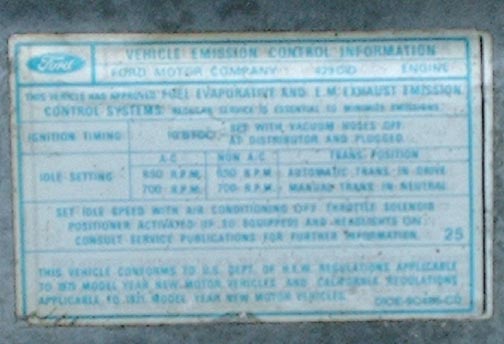 Ford
VEHICLE EMISSION CONTROL INFORMATION
FORD MOTOR COMPANY 429 CID ENGINE
THIS VEHICLE HAS APPROVED FUEL EVAPORATIVE AND EXHAUST EMISSION
CONTROL SYSTEMS. REGULAR SERVICE IS ESSENTIAL TO MINIMIZE EMISSIONS.
IGNITION TIMING SET WITH VACUUM HOSES OFF
AT DISTRIBUTOR AND PLUGGED
A-C NON A-C TRANS. POSITION
IDLE SETTING R.P.M. R.P.M. AUTOMATIC TRANS. IN DRIVE
700 R.P.M. 700 R.P.M. MANUAL TRANS. IN NEUTRAL
SET IDLE SPEED WITH AIR CONDITIONING OFF THROTTLE SOLENOID
POSITIONER ACTIVATED (IF SO EQUIPPED) AND HEADLIGHTS ON
CONSULT SERVICE PUBLICATIONS FOR FURTHER INFORMATION. 25
THIS VEHICLE CONFORMS TO U.S. DEPT. OF H.E.W. REGULATIONS APPLICABLE
TO 1971 MODEL YEAR NEW MOTOR VEHICLES AND CALIFORNIA REGULATIONS
APPLICABLE TO 1971 MODEL YEAR NEW MOTOR VEHICLES.